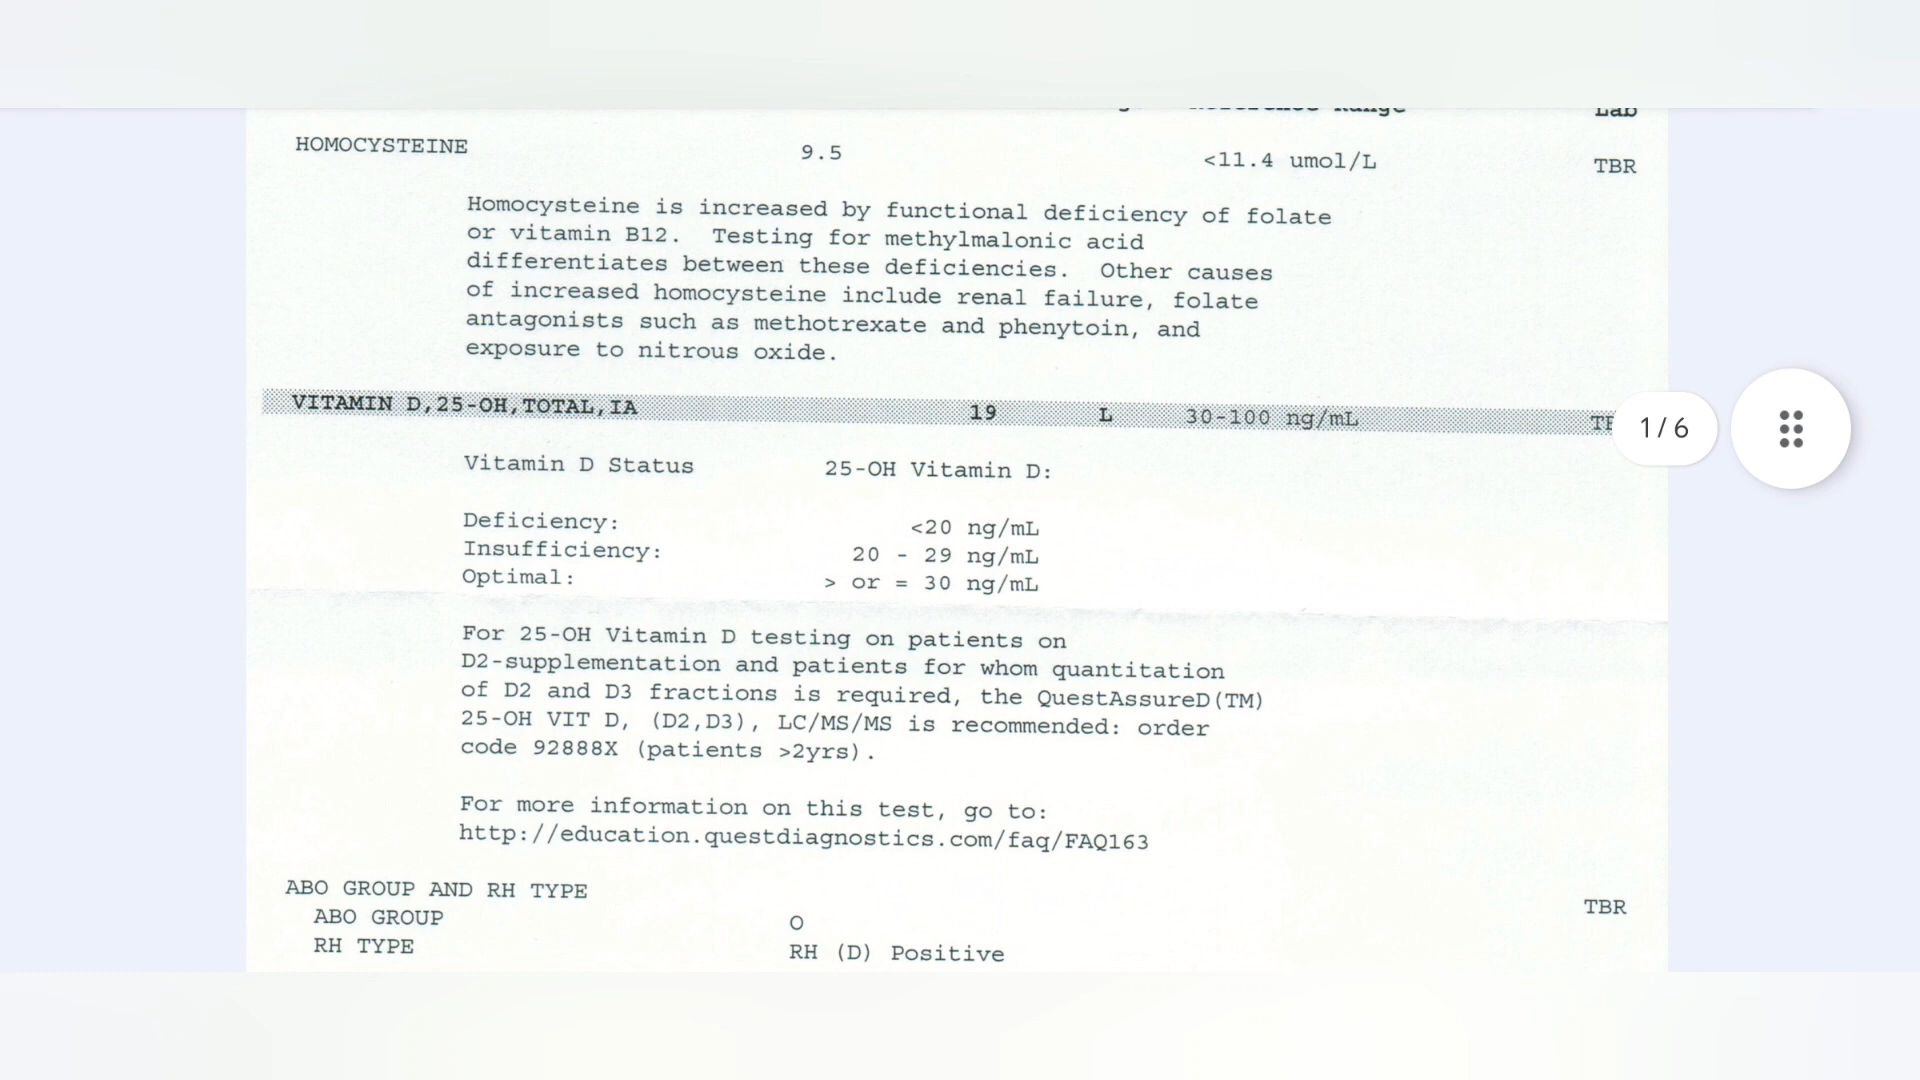 Reference Range Lab
HOMOCYSTEINE 9.5 <11.4 umol/L TBR
Homocysteine is increased by functional deficiency of folate
or vitamin B12. Testing for methylmalonic acid
differentiates between these deficiencies. Other causes
of increased homocysteine include renal failure, folate
antagonists such as methotrexate and phenytoin, and
exposure to nitrous oxide.
VITAMIN D,25-OH,TOTAL,IA 19 L 30-100 ng/mL
1/6
Vitamin D Status 25-OH Vitamin D:
Deficiency: <20 ng/mL
Insufficiency: 20 - 29 ng/mL
Optimal: > or = 30 ng/mL
For 25-OH Vitamin D testing on patients on
D2-supplementation and patients for whom quantitation
of D2 and D3 fractions is required, the QuestAssureD(TM)
25-OH VIT D, (D2,D3), LC/MS/MS is recommended: order
code 92888X (patients >2yrs).
For more information on this test, go to:
http://education.questdiagnostics.com/faq/FAQ163
ABO GROUP AND RH TYPE TBR
ABO GROUP O
RH TYPE RH (D) Positive